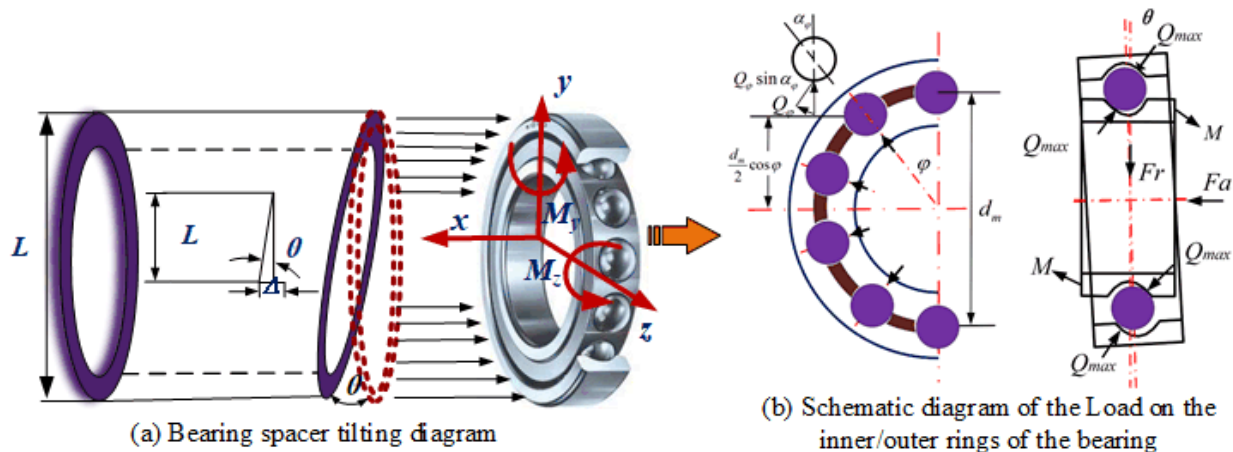 L
L
θ
Δ
θ
y
x
M_y
M_z
z
(a) Bearing spacer tilting diagram
α_φ
Q_φ sin α_φ
Q_φ
d_m/2 cosφ
φ
d_m
θ
Q_max
M
Q_max
Fr
Fa
M
Q_max
Q_max
(b) Schematic diagram of the Load on the
inner/outer rings of the bearing